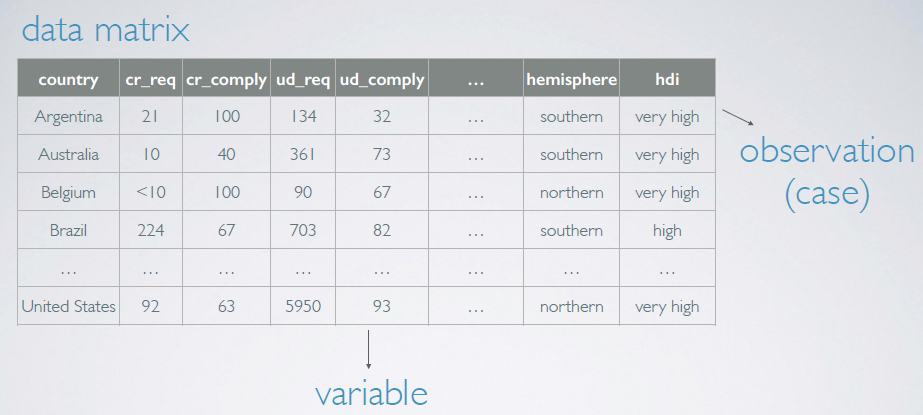 data matrix
country cr_req cr_comply ud_req ud_comply ... hemisphere hdi
Argentina 21 100 134 32 ... southern very high
Australia 10 40 361 73 ... southern very high
Belgium <10 100 90 67 ... northern very high
Brazil 224 67 703 82 ... southern high
... ... ... ... ... ... ... ...
United States 92 63 5950 93 ... northern very high
observation
(case)
variable